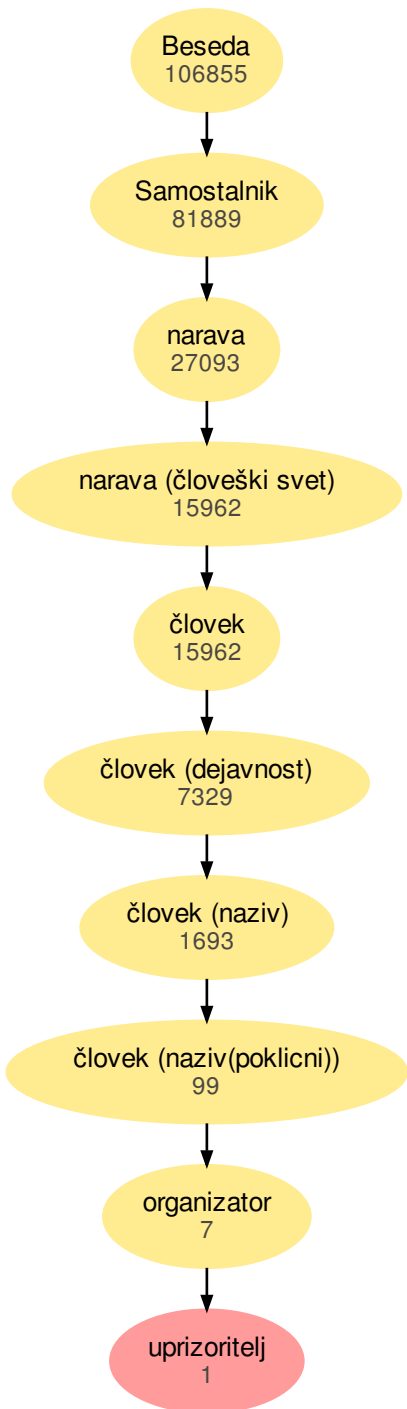 Beseda
106855
Samostalnik
81889
narava
27093
narava (človeški svet)
15962
človek
15962
človek (dejavnost)
7329
človek (naziv)
1693
človek (naziv(poklicni))
99
organizator
7
uprizoritelj
1